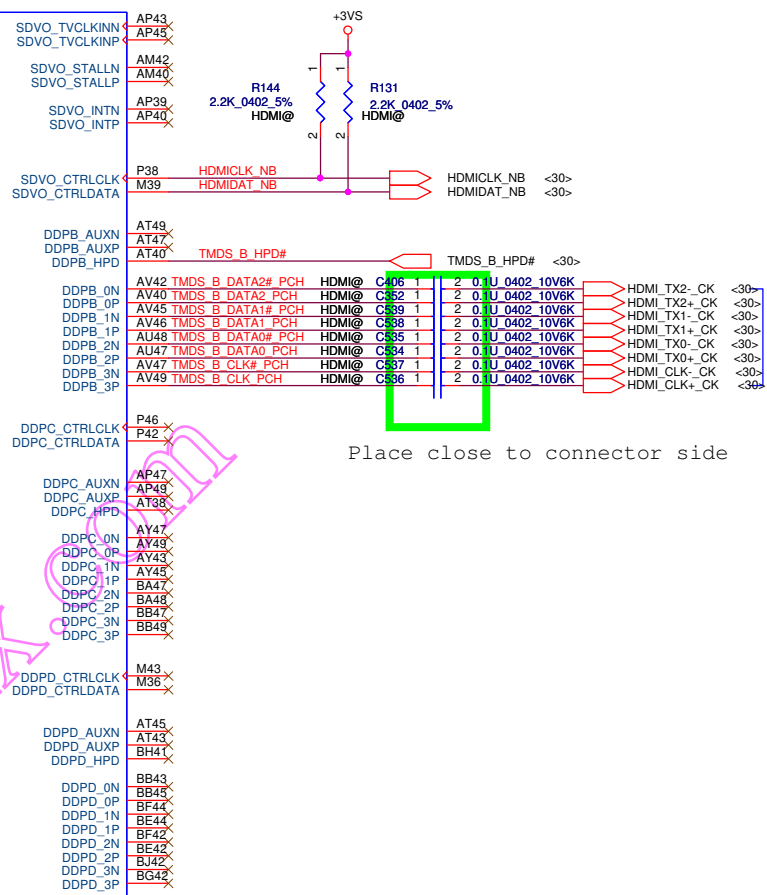 +3VS
SDVO_TVCLKINN AP43
SDVO_TVCLKINP AP45
SDVO_STALLN AM42
SDVO_STALLP AM40
1 1
R144 R131
2.2K_0402_5% 2.2K_0402_5%
HDMI@ HDMI@
2 2
SDVO_INTN AP39
SDVO_INTP AP40
SDVO_CTRLCLK P38 HDMICLK_NB HDMICLK_NB <30>
SDVO_CTRLDATA M39 HDMIDAT_NB HDMIDAT_NB <30>
DDPB_AUXN AT49
DDPB_AUXP AT47
DDPB_HPD AT40 TMDS_B_HPD# TMDS_B_HPD# <30>
DDPB_0N AV42 TMDS_B_DATA2#_PCH HDMI@ C406 1 2 0.1U_0402_10V6K HDMI_TX2-_CK <30>
DDPB_0P AV40 TMDS_B_DATA2_PCH HDMI@ C352 1 2 0.1U_0402_10V6K HDMI_TX2+_CK <30>
DDPB_1N AV45 TMDS_B_DATA1#_PCH HDMI@ C539 1 2 0.1U_0402_10V6K HDMI_TX1-_CK <30>
DDPB_1P AV46 TMDS_B_DATA1_PCH HDMI@ C538 1 2 0.1U_0402_10V6K HDMI_TX1+_CK <30>
DDPB_2N AU48 TMDS_B_DATA0#_PCH HDMI@ C535 1 2 0.1U_0402_10V6K HDMI_TX0-_CK <30>
DDPB_2P AU47 TMDS_B_DATA0_PCH HDMI@ C534 1 2 0.1U_0402_10V6K HDMI_TX0+_CK <30>
DDPB_3N AV47 TMDS_B_CLK#_PCH HDMI@ C537 1 2 0.1U_0402_10V6K HDMI_CLK-_CK <30>
DDPB_3P AV49 TMDS_B_CLK_PCH HDMI@ C536 1 2 0.1U_0402_10V6K HDMI_CLK+_CK <30>
Place close to connector side
DDPC_CTRLCLK P46
DDPC_CTRLDATA P42
DDPC_AUXN AP47
DDPC_AUXP AP49
DDPC_HPD AT38
DDPC_0N AY47
DDPC_0P AY49
DDPC_1N AY43
DDPC_1P AY45
DDPC_2N BA47
DDPC_2P BA48
DDPC_3N BB47
DDPC_3P BB49
DDPD_CTRLCLK M43
DDPD_CTRLDATA M36
DDPD_AUXN AT45
DDPD_AUXP AT43
DDPD_HPD BH41
DDPD_0N BB43
DDPD_0P BB45
DDPD_1N BF44
DDPD_1P BE44
DDPD_2N BF42
DDPD_2P BE42
DDPD_3N BJ42
DDPD_3P BG42
x.com